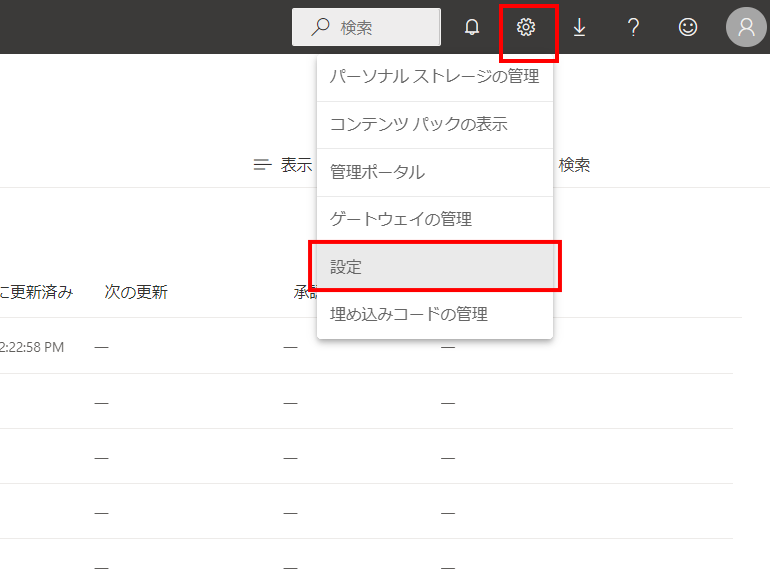 検索
パーソナル ストレージの管理
コンテンツ パックの表示
表示
検索
管理ポータル
ゲートウェイの管理
設定
に更新済み 次の更新
埋め込みコードの管理
2:22:58 PM — — —
— — —
— — —
— — —
— — —